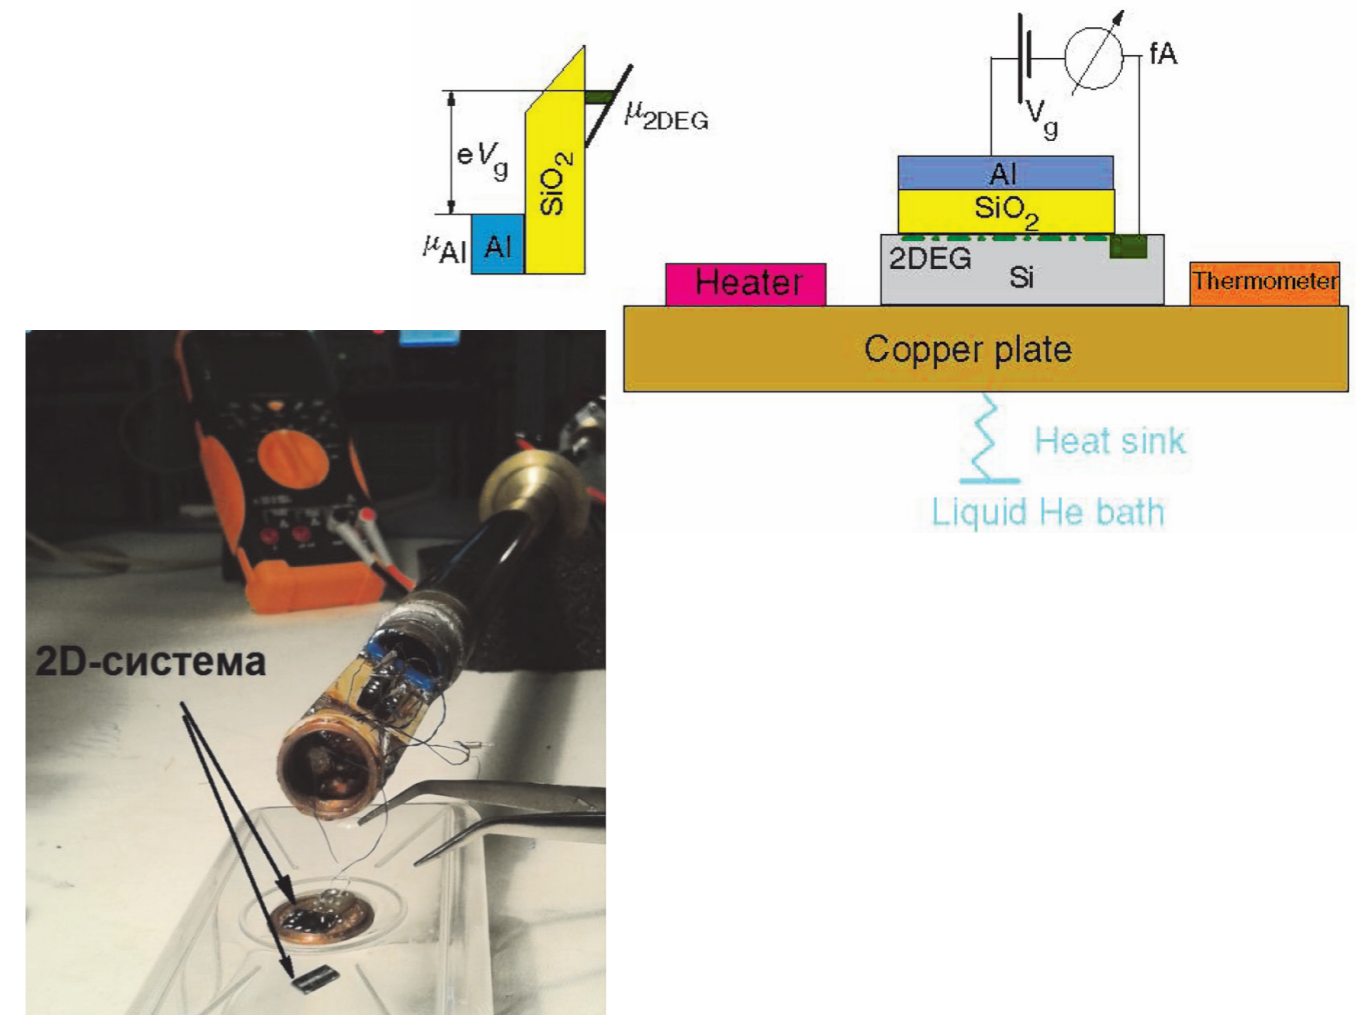 μ2DEG
eVg
SiO2
μAl
Al
fA
Vg
Al
SiO2
2DEG
Si
Heater
Thermometer
Copper plate
Heat sink
Liquid He bath
2D-система